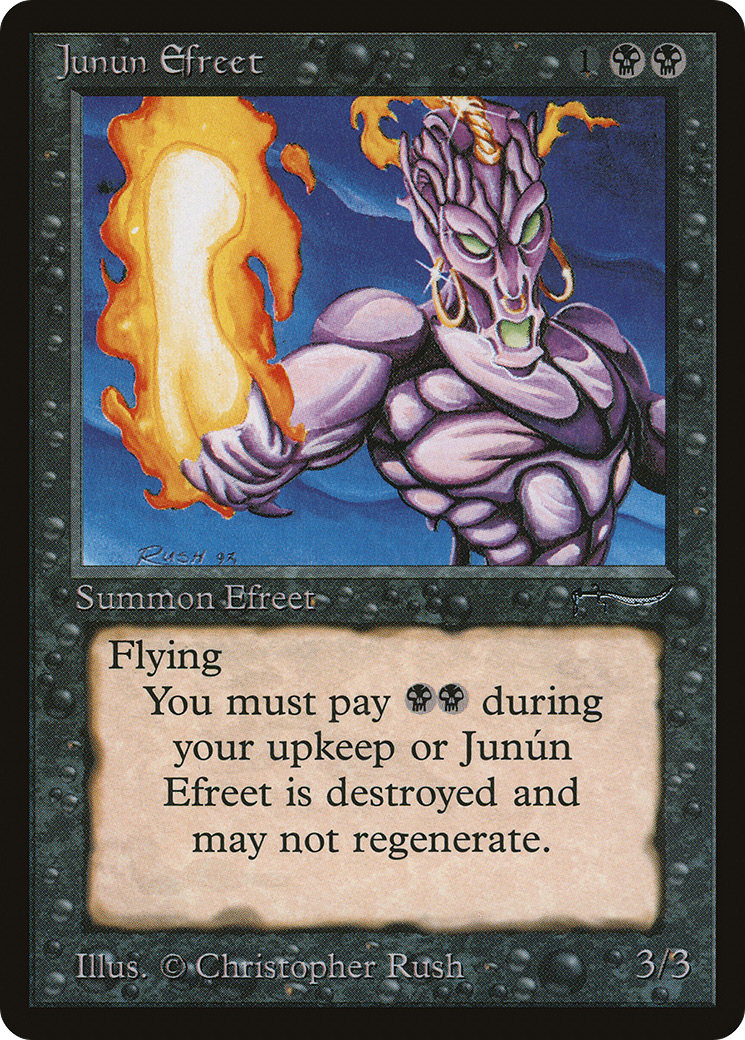 Junún Efreet 1
RUSH 93
Summon Efreet
Flying
You must pay during
your upkeep or Junún
Efreet is destroyed and
may not regenerate.
Illus. © Christopher Rush 3/3